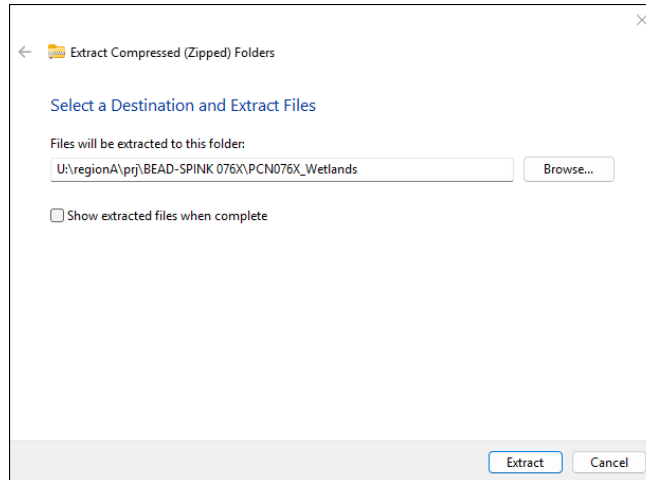 Extract Compressed (Zipped) Folders
Select a Destination and Extract Files
Files will be extracted to this folder:
U:\regionA\prj\BEAD-SPINK 076X\PCN076X_Wetlands
Browse...
Show extracted files when complete
Extract
Cancel